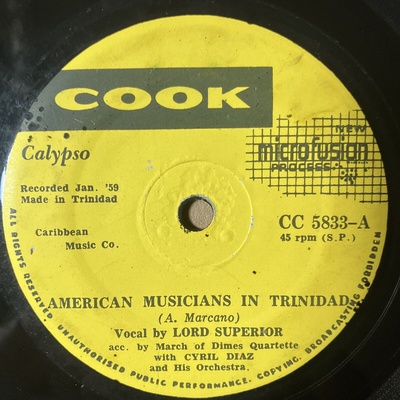 COOK
Calypso
NEW
microfusion
PROCESS
Recorded Jan. '59
Made in Trinidad
Caribbean
Music Co.
CC 5833-A
45 rpm (S.P.)
AMERICAN MUSICIANS IN TRINIDAD
(A. Marcano)
Vocal by LORD SUPERIOR
acc. by March of Dimes Quartette
with CYRIL DIAZ
and His Orchestra.
ALL RIGHTS RESERVED. UNAUTHORISED PUBLIC PERFORMANCE, COPYING, BROADCASTING FORBIDDEN